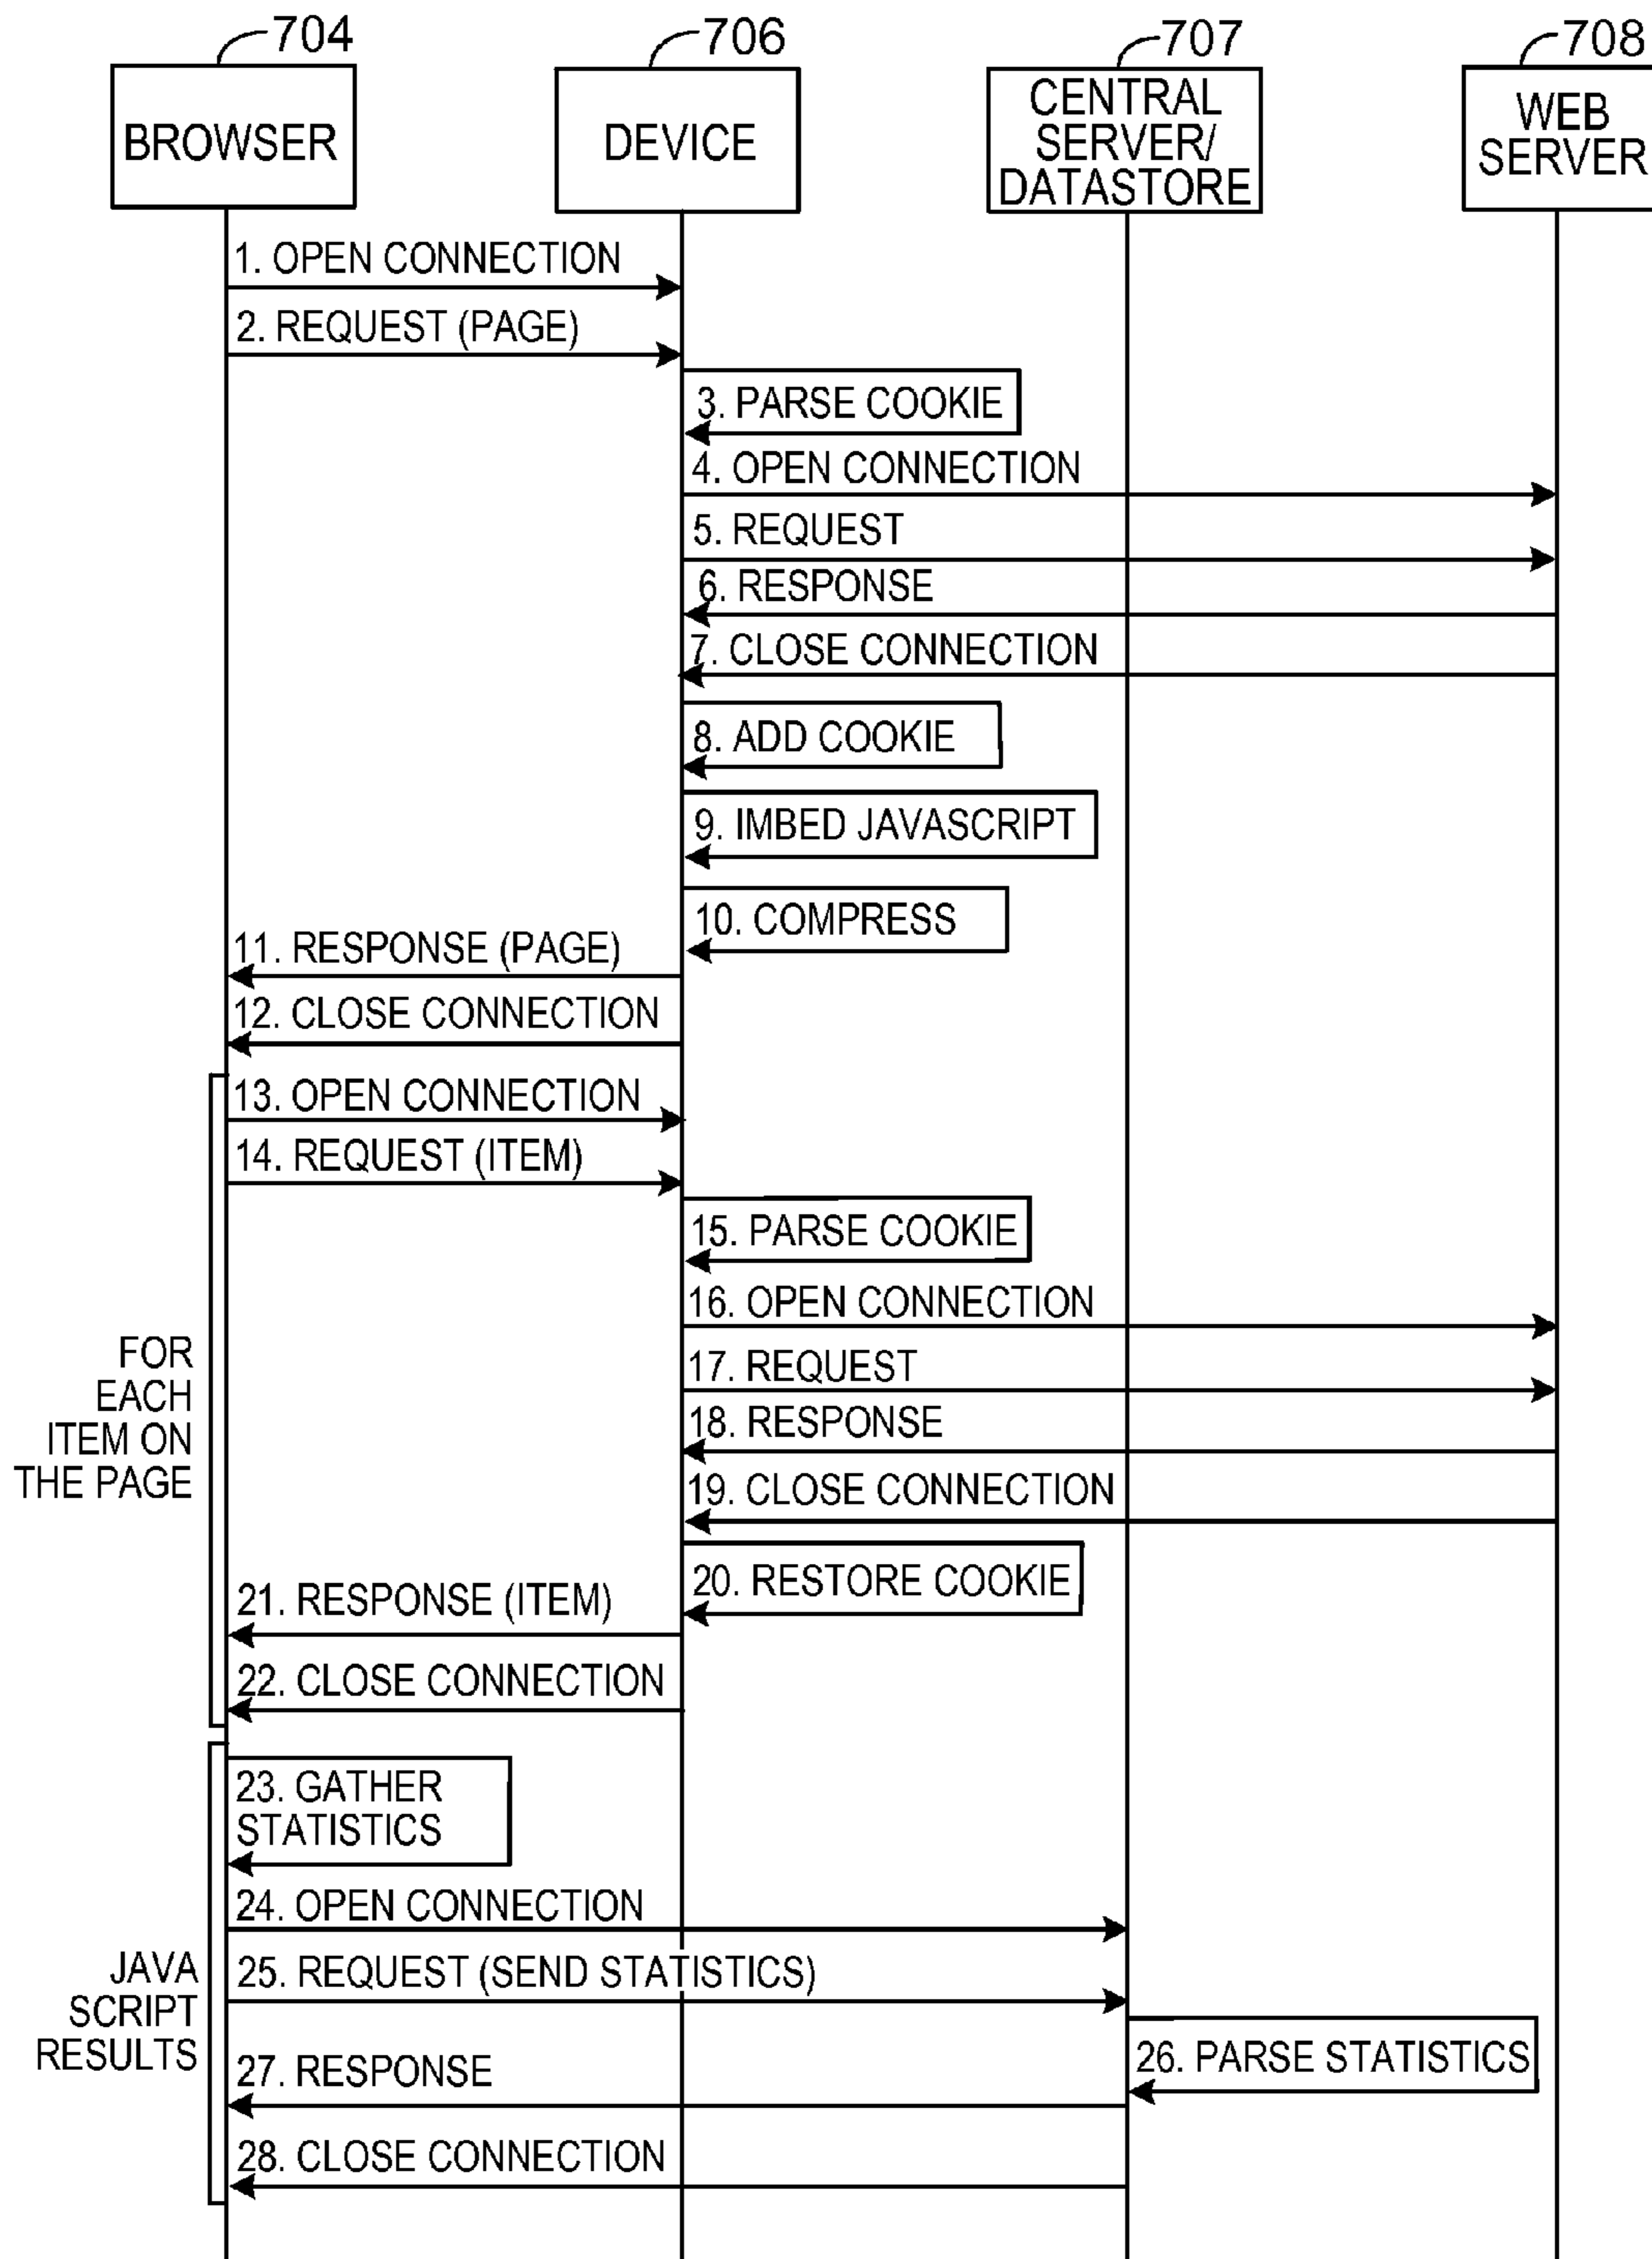 704
706
707
708
BROWSER
DEVICE
CENTRAL
SERVER/
DATASTORE
WEB
SERVER
1. OPEN CONNECTION
2. REQUEST (PAGE)
3. PARSE COOKIE
4. OPEN CONNECTION
5. REQUEST
6. RESPONSE
7. CLOSE CONNECTION
8. ADD COOKIE
9. IMBED JAVASCRIPT
10. COMPRESS
11. RESPONSE (PAGE)
12. CLOSE CONNECTION
13. OPEN CONNECTION
14. REQUEST (ITEM)
15. PARSE COOKIE
16. OPEN CONNECTION
FOR
EACH
ITEM ON
THE PAGE
17. REQUEST
18. RESPONSE
19. CLOSE CONNECTION
20. RESTORE COOKIE
21. RESPONSE (ITEM)
22. CLOSE CONNECTION
23. GATHER
STATISTICS
24. OPEN CONNECTION
JAVA
SCRIPT
RESULTS
25. REQUEST (SEND STATISTICS)
26. PARSE STATISTICS
27. RESPONSE
28. CLOSE CONNECTION